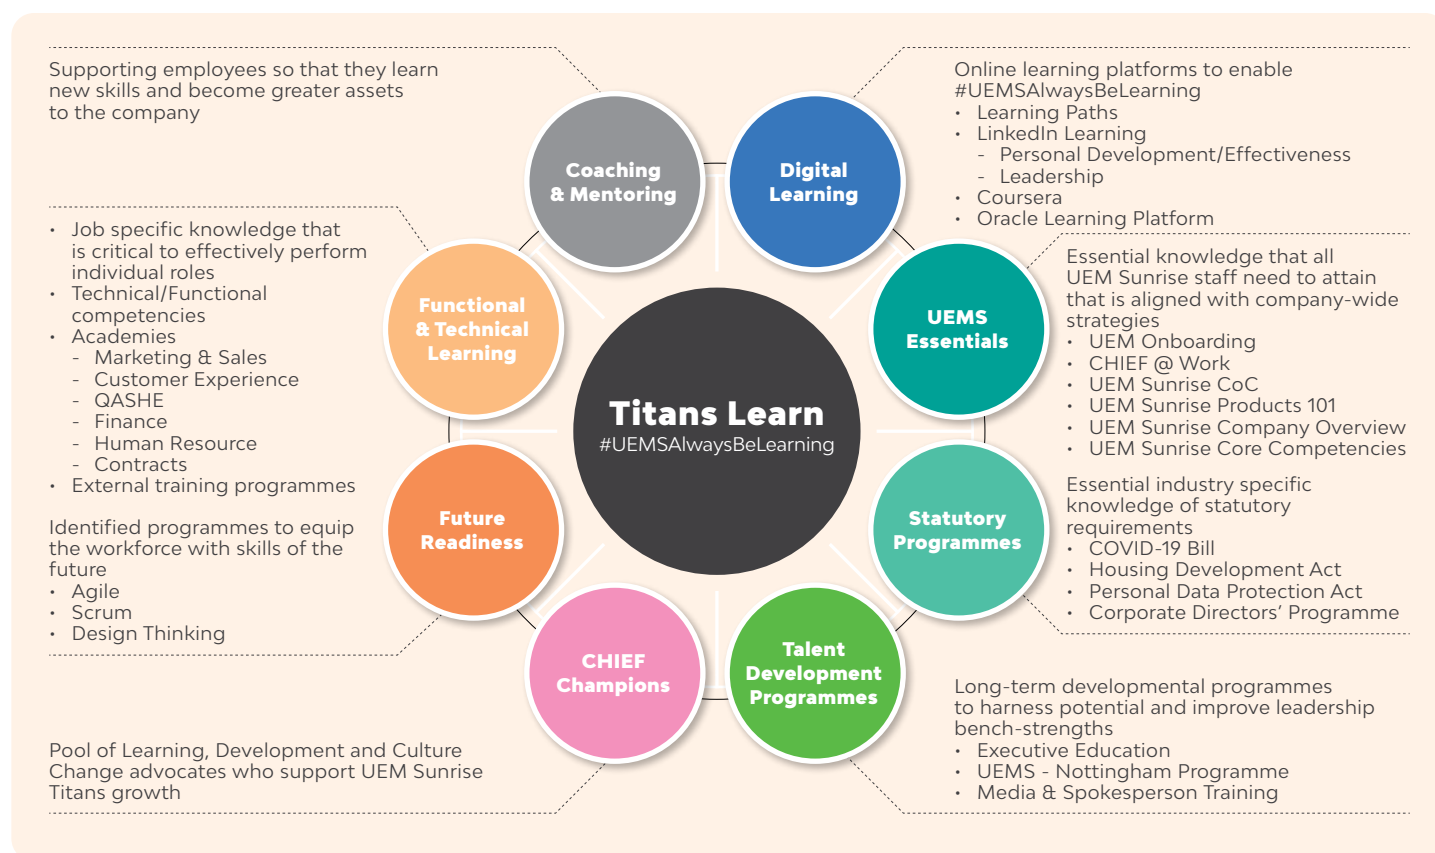 Supporting employees so that they learn
new skills and become greater assets
to the company
Coaching
& Mentoring
Digital
Learning
Online learning platforms to enable
#UEMSAlwaysBeLearning
• Learning Paths
• LinkedIn Learning
- Personal Development/Effectiveness
- Leadership
• Coursera
• Oracle Learning Platform
• Job specific knowledge that
is critical to effectively perform
individual roles
• Technical/Functional
competencies
• Academies
- Marketing & Sales
- Customer Experience
- QASHE
- Finance
- Human Resource
- Contracts
• External training programmes
Functional
& Technical
Learning
UEMS
Essentials
Essential knowledge that all
UEM Sunrise staff need to attain
that is aligned with company-wide
strategies
• UEM Onboarding
• CHIEF @ Work
• UEM Sunrise CoC
• UEM Sunrise Products 101
• UEM Sunrise Company Overview
• UEM Sunrise Core Competencies
Titans Learn
#UEMSAlwaysBeLearning
Identified programmes to equip
the workforce with skills of the
future
• Agile
• Scrum
• Design Thinking
Future
Readiness
Statutory
Programmes
Essential industry specific
knowledge of statutory
requirements
• COVID-19 Bill
• Housing Development Act
• Personal Data Protection Act
• Corporate Directors’ Programme
Pool of Learning, Development and Culture
Change advocates who support UEM Sunrise
Titans growth
CHIEF
Champions
Talent
Development
Programmes
Long-term developmental programmes
to harness potential and improve leadership
bench-strengths
• Executive Education
• UEMS - Nottingham Programme
• Media & Spokesperson Training